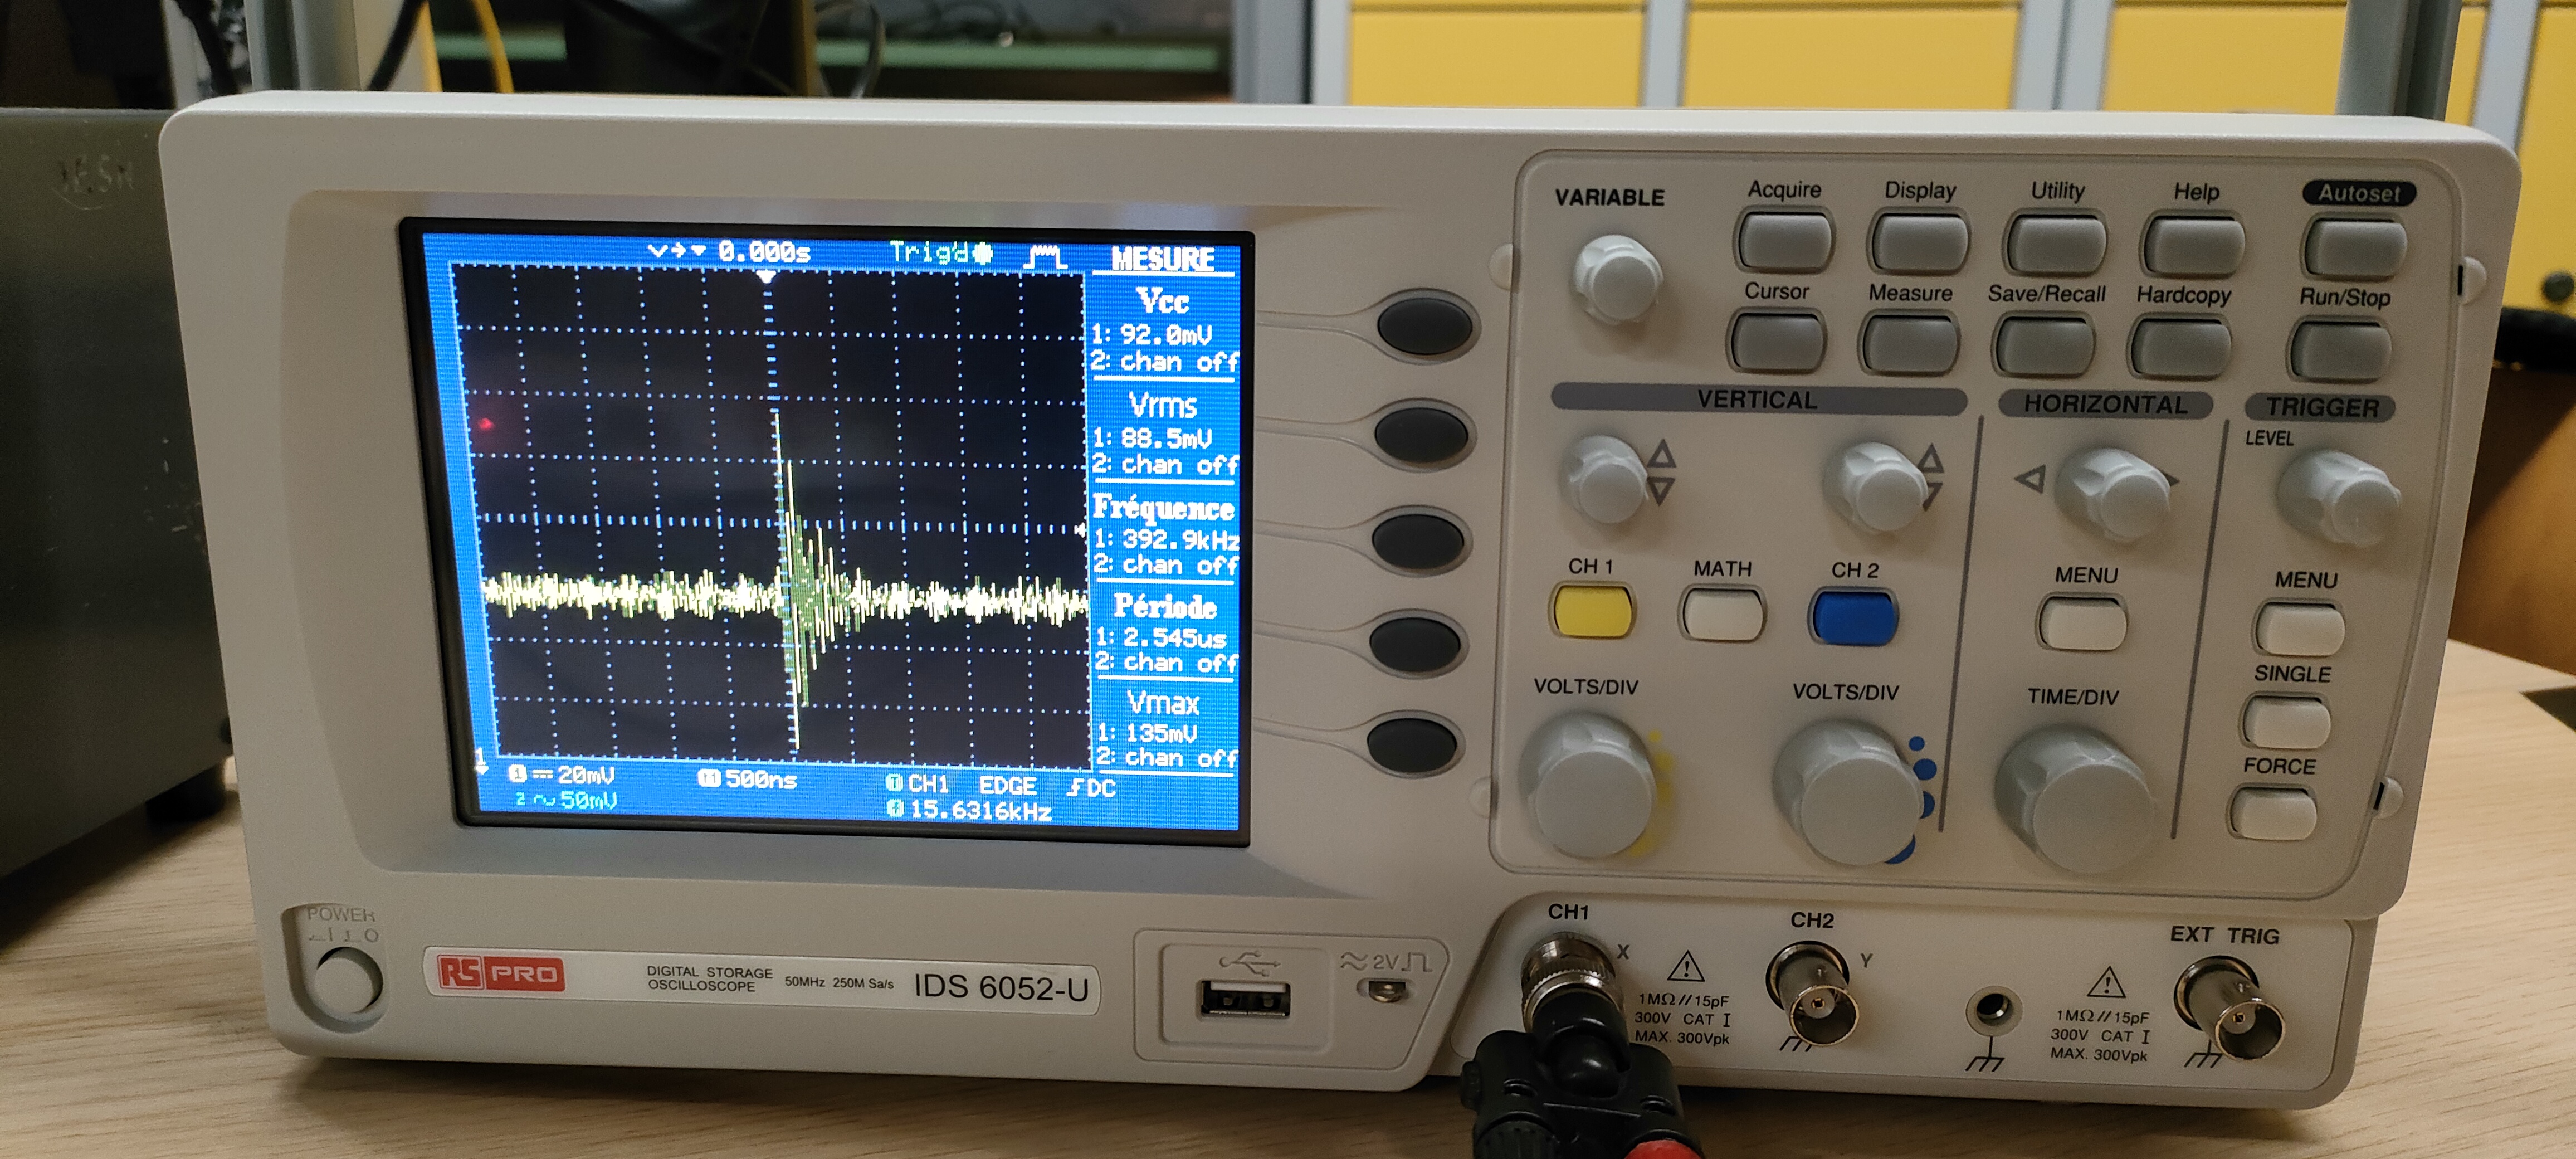 0.000s Trig'd MESURE
Vcc
1: 92.0mV
2: chan off
Vrms
1: 88.5mV
2: chan off
Fréquence
1: 392.9kHz
2: chan off
Période
1: 2.545us
2: chan off
Vmax
1: 135mV
2: chan off
1
1 20mV 500ns T CH1 EDGE DC
2 50mV 15.6316kHz
VARIABLE
Acquire Display Utility Help Autoset
Cursor Measure Save/Recall Hardcopy Run/Stop
VERTICAL HORIZONTAL TRIGGER
LEVEL
CH 1 MATH CH 2 MENU MENU
SINGLE
VOLTS/DIV VOLTS/DIV TIME/DIV
FORCE
POWER
RS PRO
DIGITAL STORAGE
OSCILLOSCOPE
50MHz 250M Sa/s
IDS 6052-U
≈2V
CH1 CH2 EXT TRIG
X Y
1MΩ//15pF
300V CAT I
MAX. 300Vpk
1MΩ//15pF
300V CAT I
MAX. 300Vpk